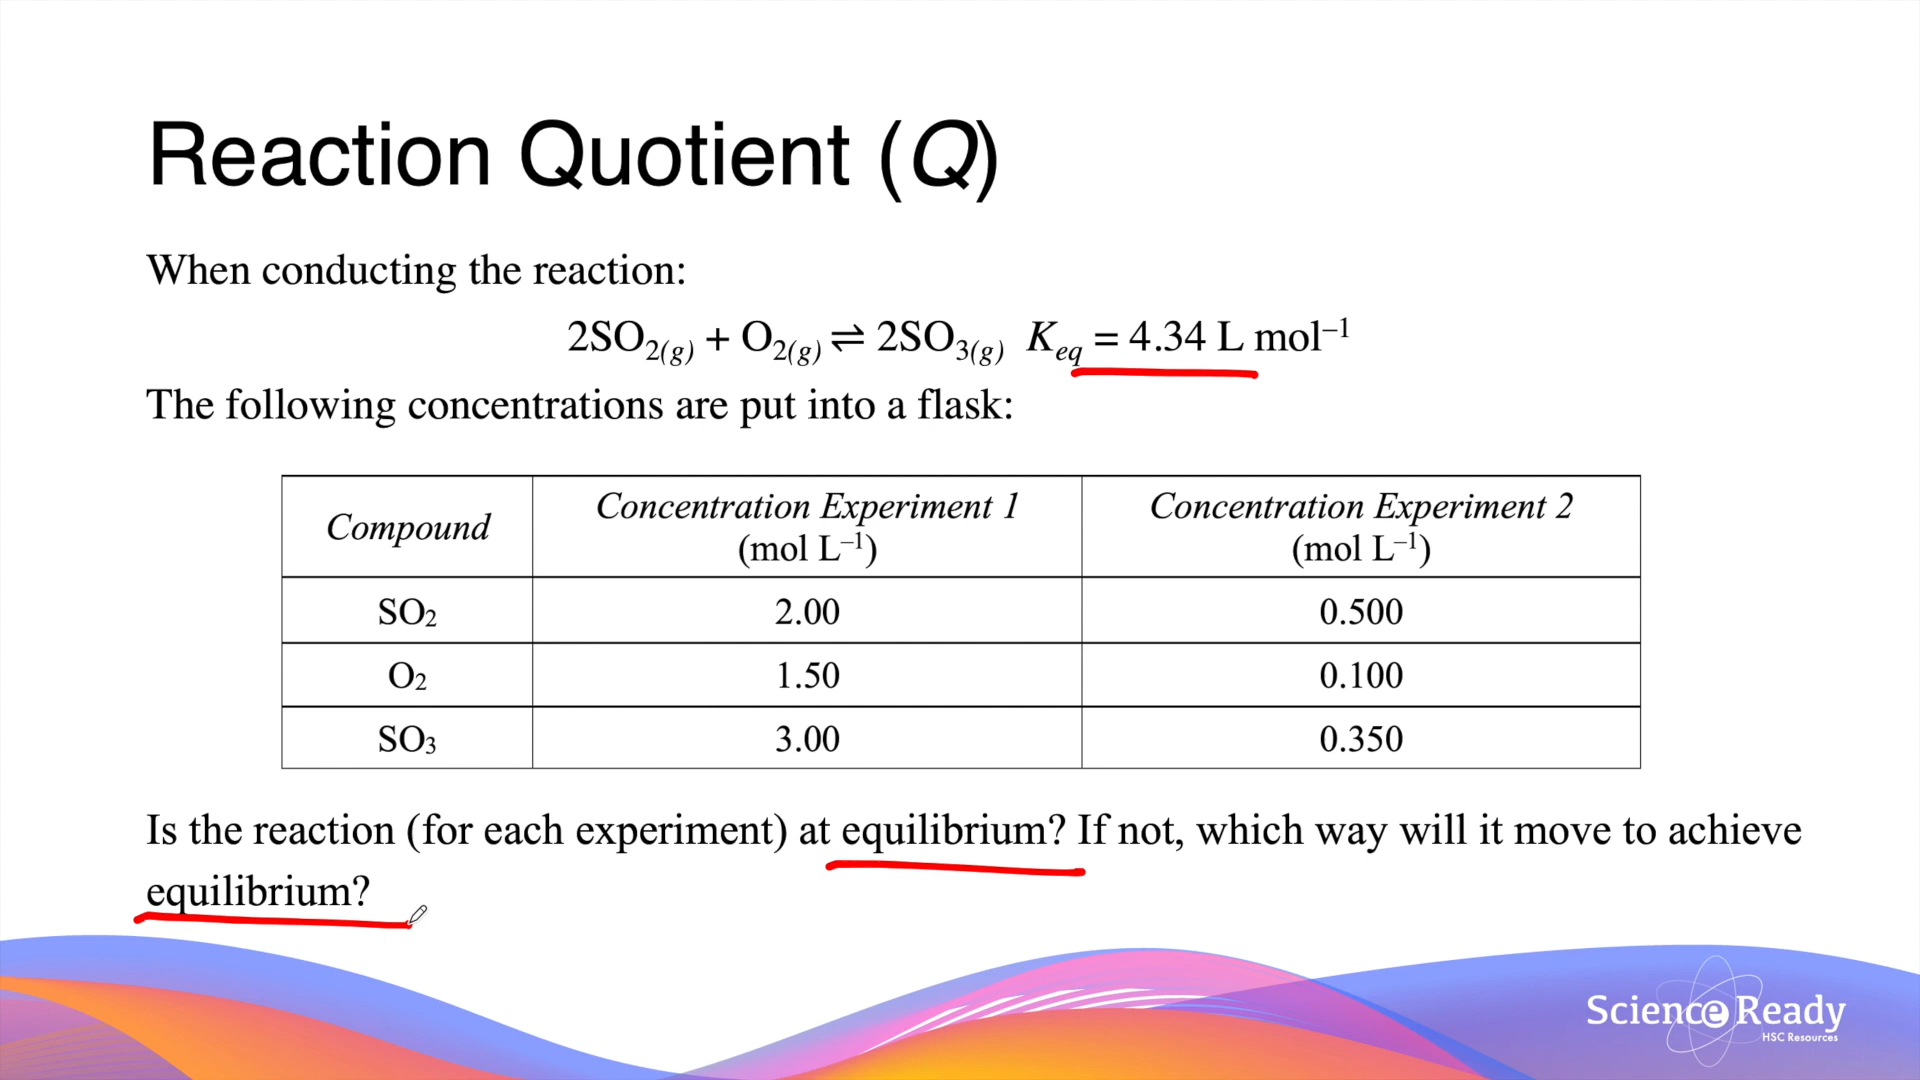 Reaction Quotient (Q)
When conducting the reaction:
2SO₂(g) + O₂(g) ⇌ 2SO₃(g) Keq = 4.34 L mol⁻¹
The following concentrations are put into a flask:
Compound Concentration Experiment 1 (mol L⁻¹) Concentration Experiment 2 (mol L⁻¹)
SO₂ 2.00 0.500
O₂ 1.50 0.100
SO₃ 3.00 0.350
Is the reaction (for each experiment) at equilibrium? If not, which way will it move to achieve
equilibrium?
Science Ready
HSC Resources